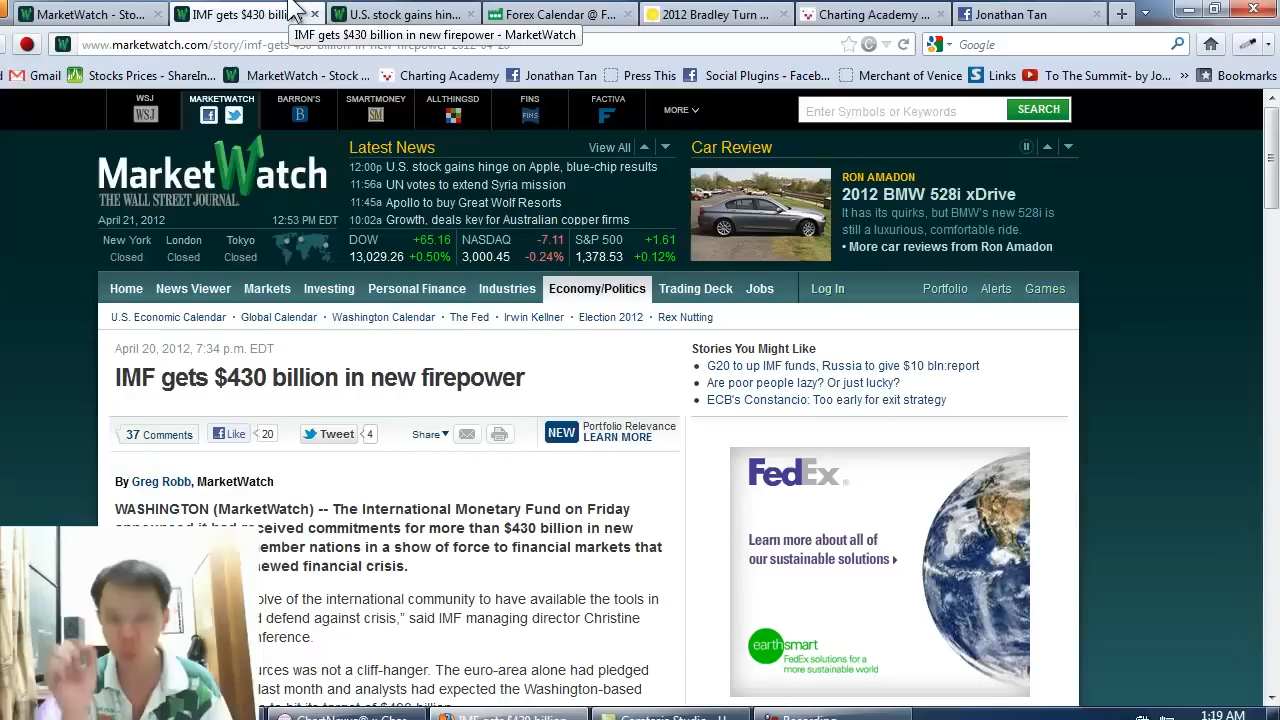 MarketWatch - Sto...
IMF gets $430 billi
U.S. stock gains hin...
Forex Calendar @ F...
2012 Bradley Turn ...
Charting Academy ...
Jonathan Tan
IMF gets $430 billion in new firepower - MarketWatch
www.marketwatch.com/story/imf-gets
Google
Gmail
Stocks Prices - ShareIn...
MarketWatch - Stock ...
Charting Academy
Jonathan Tan
Press This
Social Plugins - Faceb...
Merchant of Venice
Links
To The Summit- by Jo...
Bookmarks
WSJ
MARKETWATCH
BARRON'S
SMARTMONEY
ALLTHINGSD
FINS
FACTIVA
MORE
WSJ
B
SM
FINS
F
Enter Symbols or Keywords
SEARCH
MarketWatch
THE WALL STREET JOURNAL
April 21, 2012
12:53 PM EDT
New York
Closed
London
Closed
Tokyo
Closed
Latest News
View All
12:00p U.S. stock gains hinge on Apple, blue-chip results
11:56a UN votes to extend Syria mission
11:45a Apollo to buy Great Wolf Resorts
10:02a Growth, deals key for Australian copper firms
DOW +65.16
13,029.26 +0.50%
NASDAQ -7.11
3,000.45 -0.24%
S&P 500 +1.61
1,378.53 +0.12%
Car Review
RON AMADON
2012 BMW 528i xDrive
It has its quirks, but BMW's new 528i is
still a luxurious, comfortable ride.
• More car reviews from Ron Amadon
Home
News Viewer
Markets
Investing
Personal Finance
Industries
Economy/Politics
Trading Deck
Jobs
Log In
Portfolio
Alerts
Games
U.S. Economic Calendar
Global Calendar
Washington Calendar
The Fed
Irwin Kellner
Election 2012
Rex Nutting
April 20, 2012, 7:34 p.m. EDT
IMF gets $430 billion in new firepower
37 Comments
Like
20
Tweet
4
Share
NEW
Portfolio Relevance
LEARN MORE
By Greg Robb, MarketWatch
WASHINGTON (MarketWatch) -- The International Monetary Fund on Friday
received commitments for more than $430 billion in new
ember nations in a show of force to financial markets that
newed financial crisis.
olve of the international community to have available the tools in
d defend against crisis,” said IMF managing director Christine
nference.
urces was not a cliff-hanger. The euro-area alone had pledged
last month and analysts had expected the Washington-based
Stories You Might Like
• G20 to up IMF funds, Russia to give $10 bln:report
• Are poor people lazy? Or just lucky?
• ECB's Constancio: Too early for exit strategy
FedEx
Learn more about all of
our sustainable solutions
earthsmart
FedEx solutions for a
more sustainable world
1:19 AM